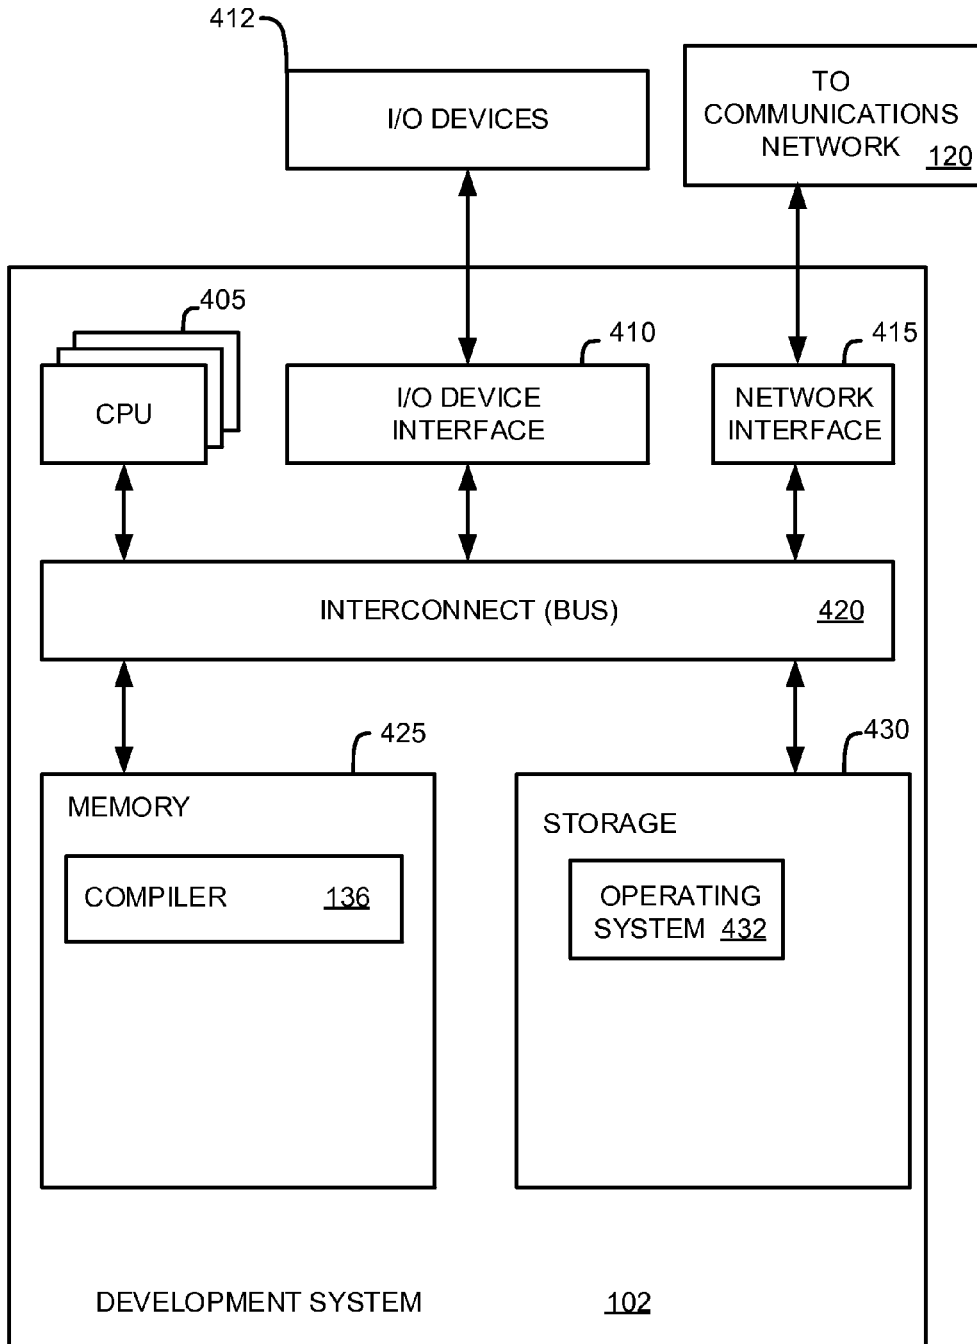 412
I/O DEVICES
TO
COMMUNICATIONS
NETWORK
120
405
CPU
410
I/O DEVICE
INTERFACE
415
NETWORK
INTERFACE
INTERCONNECT (BUS)
420
425
MEMORY
COMPILER
136
430
STORAGE
OPERATING
SYSTEM 432
DEVELOPMENT SYSTEM
102